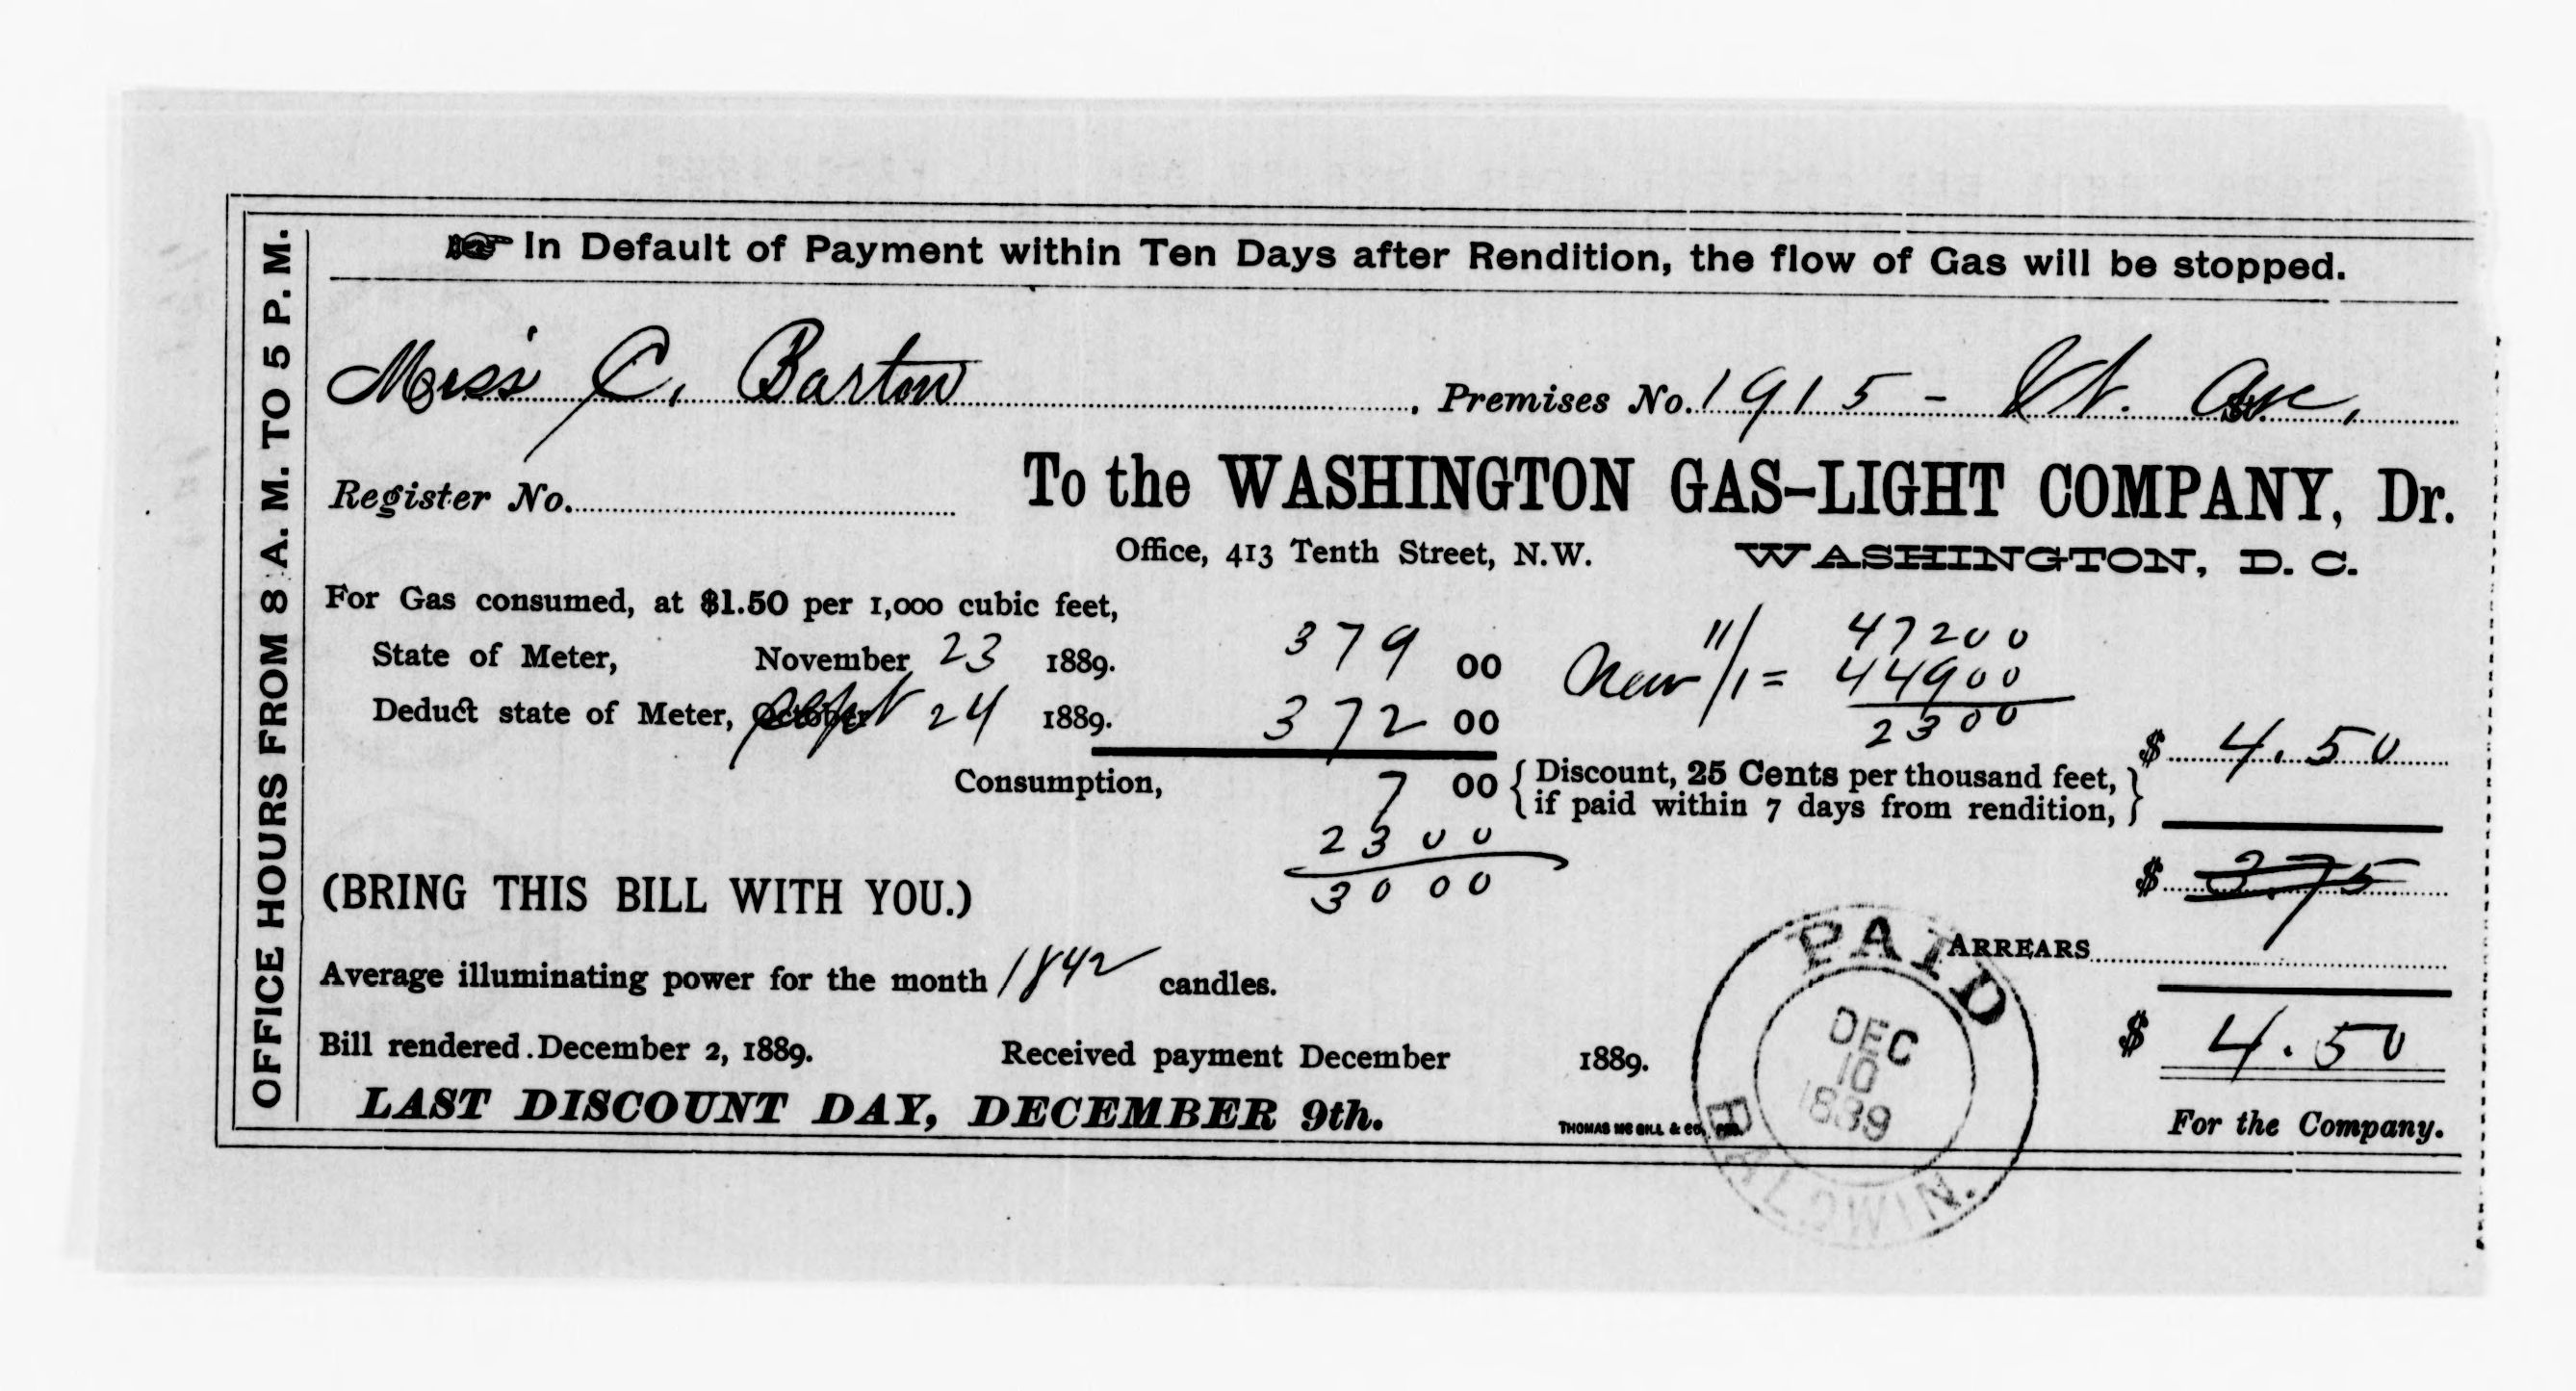 OFFICE HOURS FROM 8 A. M. TO 5 P. M.
In Default of Payment within Ten Days after Rendition, the flow of Gas will be stopped.
Miss C. Barton. Premises No. 1915 - Vt. Ave,
Register No. To the WASHINGTON GAS-LIGHT COMPANY, Dr.
Office, 413 Tenth Street, N.W. WASHINGTON, D. C.
For Gas consumed, at $1.50 per 1,000 cubic feet,
State of Meter, November 23 1889. 379 00 New 11/1 = 47200
44900
Deduct state of Meter, October Sept 24 1889. 372 00 2300
$ 4.50
Consumption, 7 00 { Discount, 25 Cents per thousand feet, }
if paid within 7 days from rendition,
2300
(BRING THIS BILL WITH YOU.) 3000 $ 3.75
ARREARS
Average illuminating power for the month 1842 candles.
Bill rendered December 2, 1889. Received payment December 1889. $ 4.50
LAST DISCOUNT DAY, DECEMBER 9th.
THOMAS MC GILL & CO.
For the Company.
PAID
DEC
10
1889